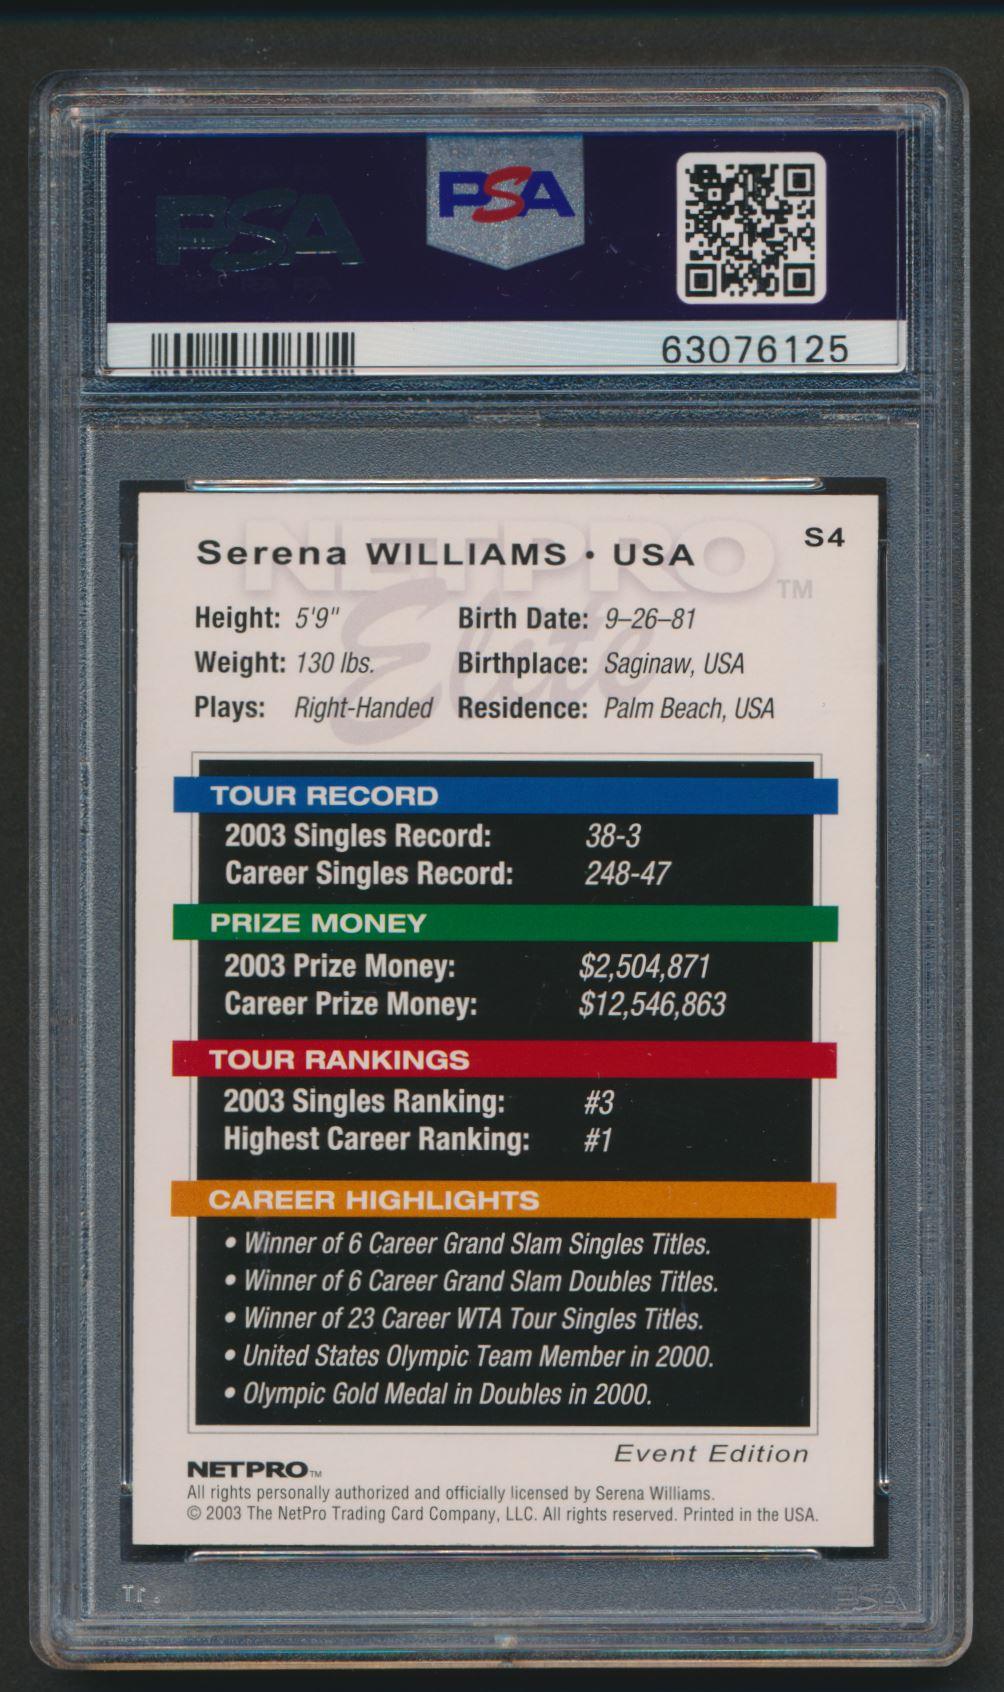 PSA
PSA
63076125
NETPRO
Elite
TM
S4
Serena WILLIAMS • USA
Height: 5'9" Birth Date: 9–26–81
Weight: 130 lbs. Birthplace: Saginaw, USA
Plays: Right-Handed Residence: Palm Beach, USA
TOUR RECORD
2003 Singles Record: 38-3
Career Singles Record: 248-47
PRIZE MONEY
2003 Prize Money: $2,504,871
Career Prize Money: $12,546,863
TOUR RANKINGS
2003 Singles Ranking: #3
Highest Career Ranking: #1
CAREER HIGHLIGHTS
• Winner of 6 Career Grand Slam Singles Titles.
• Winner of 6 Career Grand Slam Doubles Titles.
• Winner of 23 Career WTA Tour Singles Titles.
• United States Olympic Team Member in 2000.
• Olympic Gold Medal in Doubles in 2000.
Event Edition
NETPRO™
All rights personally authorized and officially licensed by Serena Williams.
© 2003 The NetPro Trading Card Company, LLC. All rights reserved. Printed in the USA.
PSA